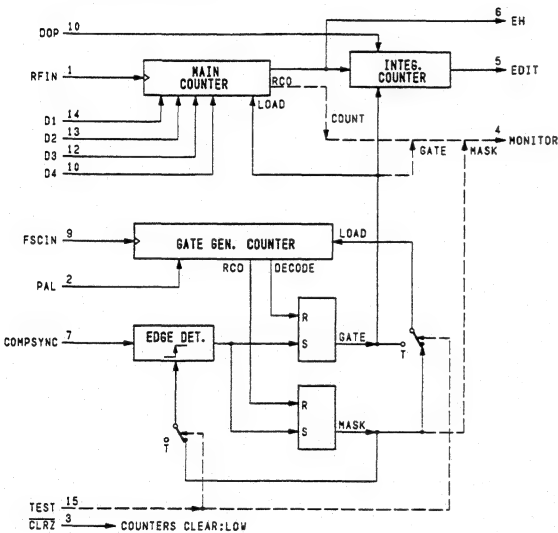 6
EH
DOP 10
RFIN 1
MAIN COUNTER
RCO
LOAD
INTEG. COUNTER
5
EDIT
D1 14
D2 13
D3 12
D4 10
COUNT
GATE
MASK
4
MONITOR
FSCIN 9
GATE GEN. COUNTER
LOAD
RCO
DECODE
PAL 2
COMPSYNC 7
EDGE DET.
R
S
GATE
T
R
S
MASK
T
TEST 15
CLRZ 3
COUNTERS CLEAR:LOW